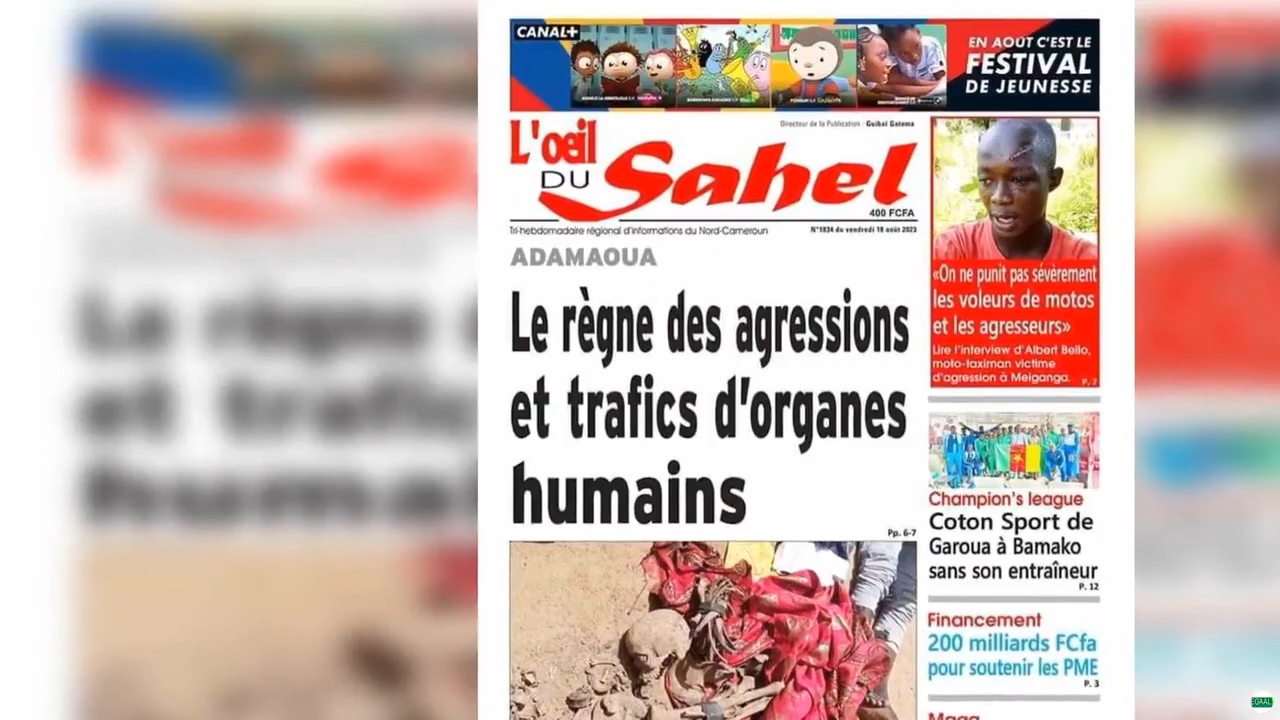 CANAL+
EN AOÛT C'EST LE
FESTIVAL
DE JEUNESSE
Directeur de la Publication : Guibaï Gatama
L'œil
DU Sahel
400 FCFA
Tri-hebdomadaire régional d'informations du Nord-Cameroun
N°1834 du vendredi 18 août 2023
ADAMAOUA
Le règne des agressions
et trafics d'organes
humains
Pp. 6-7
«On ne punit pas sévèrement
les voleurs de motos
et les agresseurs»
Lire l'interview d'Albert Bello,
moto-taximan victime
d'agression à Meiganga.
P. 7
Champion's league
Coton Sport de
Garoua à Bamako
sans son entraîneur
P. 12
Financement
200 milliards FCfa
pour soutenir les PME
P. 3